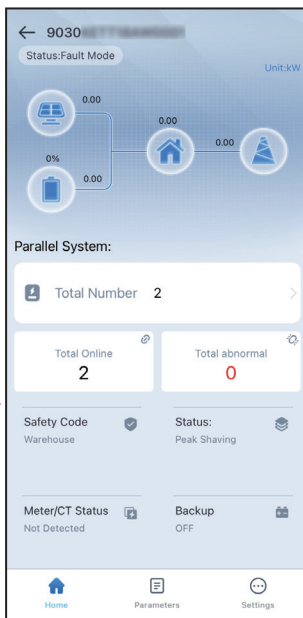 9030
Status:Fault Mode
Unit:kW
0.00
0.00
0.00
0%
0.00
Parallel System:
Total Number 2
Total Online
2
Total abnormal
0
Safety Code
Warehouse
Status:
Peak Shaving
Meter/CT Status
Not Detected
Backup
OFF
Home
Parameters
Settings